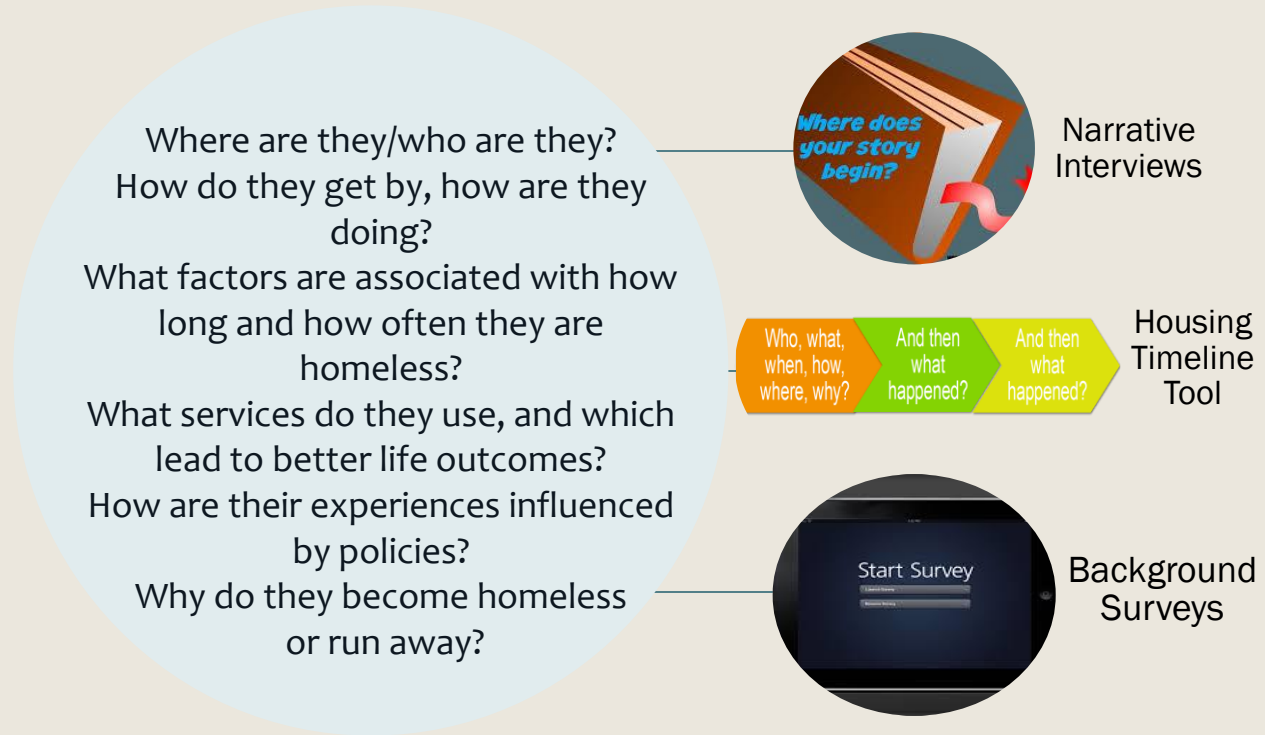 Where are they/who are they?
How do they get by, how are they
doing?
What factors are associated with how
long and how often they are
homeless?
What services do they use, and which
lead to better life outcomes?
How are their experiences influenced
by policies?
Why do they become homeless
or run away?
Where does
your story
begin?
Narrative
Interviews
Who, what,
when, how,
where, why?
And then
what
happened?
And then
what
happened?
Housing
Timeline
Tool
Start Survey
Background
Surveys